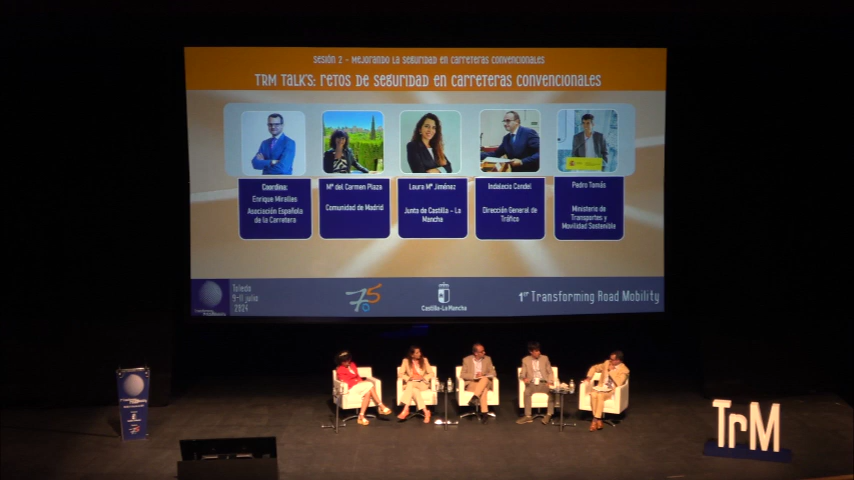 Sesión 2 - Mejorando la seguridad en carreteras convencionales
TRM TALK'S: RETOS DE SEGURIDAD EN CARRETERAS CONVENCIONALES
Coordina:
Enrique Miralles
Asociación Española
de la Carretera
Mª del Carmen Plaza
Comunidad de Madrid
Laura Mª Jiménez
Junta de Castilla - La
Mancha
Indalecio Candel
Dirección General de
Tráfico
Pedro Tomás
Ministerio de
Transportes y
Movilidad Sostenible
Toledo
9-11 julio
2024
75
Castilla-La Mancha
1st Transforming Road Mobility
TrM